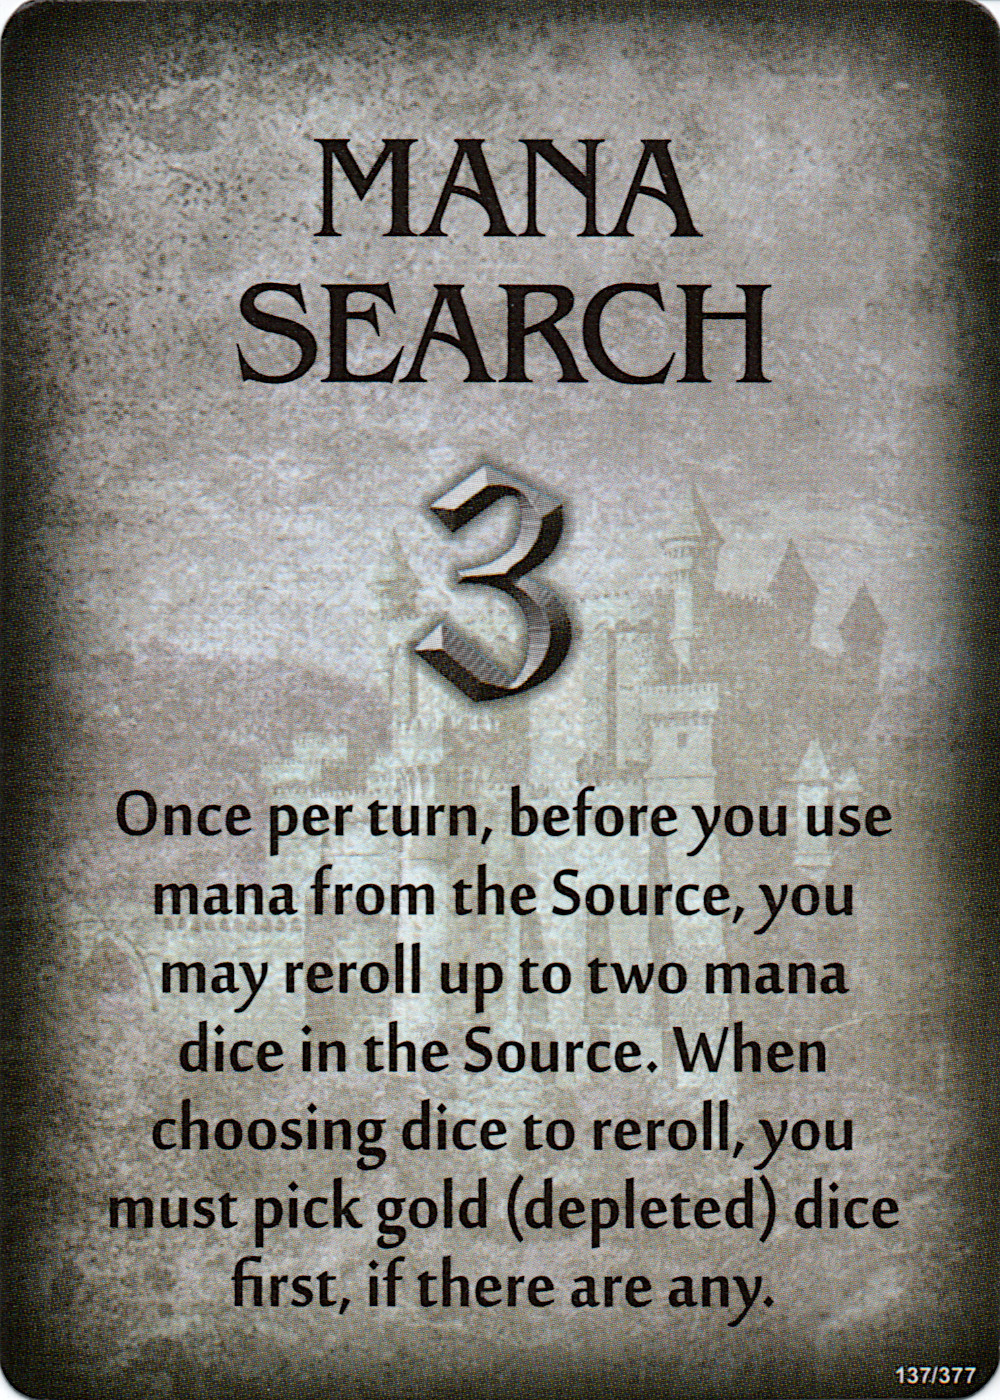 MANA
SEARCH
3
Once per turn, before you use
mana from the Source, you
may reroll up to two mana
dice in the Source. When
choosing dice to reroll, you
must pick gold (depleted) dice
first, if there are any.
137/377